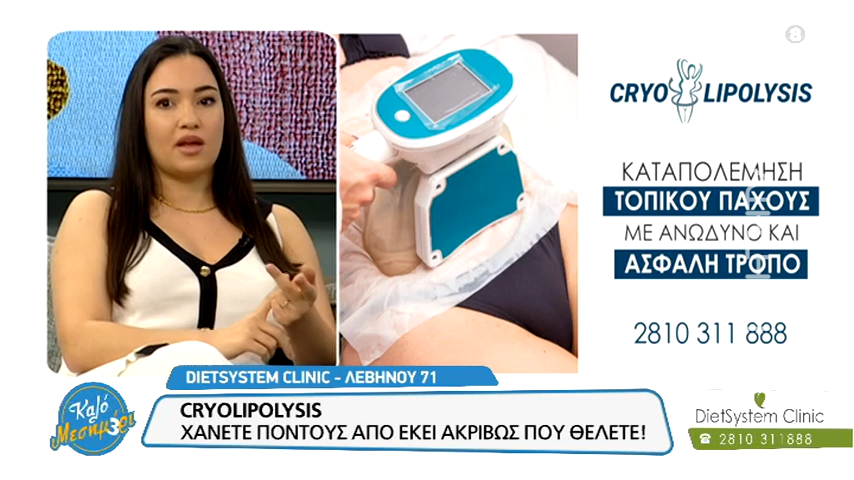 CRYO LIPOLYSIS
ΚΑΤΑΠΟΛΕΜΗΣΗ
ΤΟΠΙΚΟΥ ΠΑΧΟΥΣ
ΜΕ ΑΝΩΔΥΝΟ ΚΑΙ
ΑΣΦΑΛΗ ΤΡΟΠΟ
2810 311 888
DIETSYSTEM CLINIC - ΛΕΒΗΝΟΥ 71
CRYOLIPOLYSIS
ΧΑΝΕΤΕ ΠΟΝΤΟΥΣ ΑΠΟ ΕΚΕΙ ΑΚΡΙΒΩΣ ΠΟΥ ΘΕΛΕΤΕ!
Καλό
Μεσημέρι
DietSystem Clinic
2810 311888